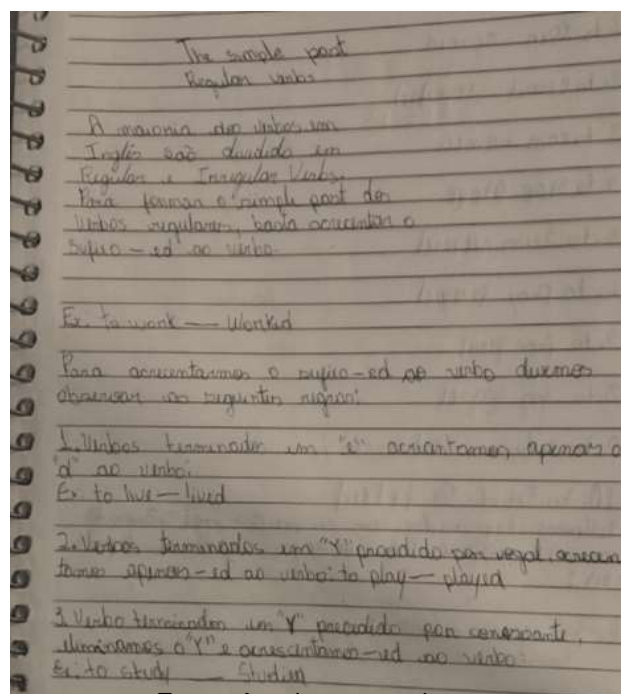 The simple past
Regular verbs
A maioria dos verbos em
Inglês são dividido em
Regular e Irregular Verbs.
Para formar o simple past dos
verbos regulares, basta acrescentar o
sufixo -ed ao verbo.
Ex. to work — Worked
Para acrescentarmos o sufixo -ed ao verbo devemos
observar as seguintes regras:
1. Verbos terminados em "e" acrescentamos apenas o
"d" ao verbo.
Ex. to live — lived
2. Verbos terminados em "Y" precedido por vogal, acrescen
tamos apenas -ed ao verbo: to play — played
3. Verbo terminados em "Y" precedido por consoante,
eliminamos o "Y" e acrescentamos -ed ao verbo:
Ex. to study —